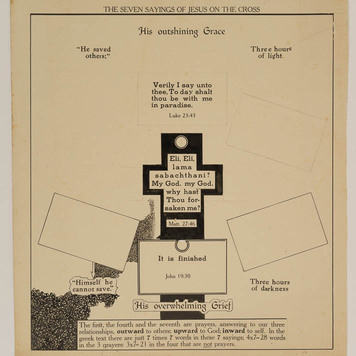 THE SEVEN SAYINGS OF JESUS ON THE CROSS
His outshining Grace
"He saved
others;"
Three hours
of light.
Verily I say unto
thee, To day shalt
thou be with me
in paradise.
Luke 23:43
Eli, Eli,
lama
sabachthani?
My God, my God,
why hast
Thou for-
saken me?
Matt. 27:46
It is finished
John 19:30
"Himself he
cannot save."
Three hours
of darkness
His overwhelming Grief
The first, the fourth and the seventh are prayers, answering to our three
relationships, outward to others; upward to God; inward to self. In the
greek text there are just 7 times 7 words in these 7 sayings; 4x7=28 words
in the 3 prayers 3x7=21 in the four that are not prayers.